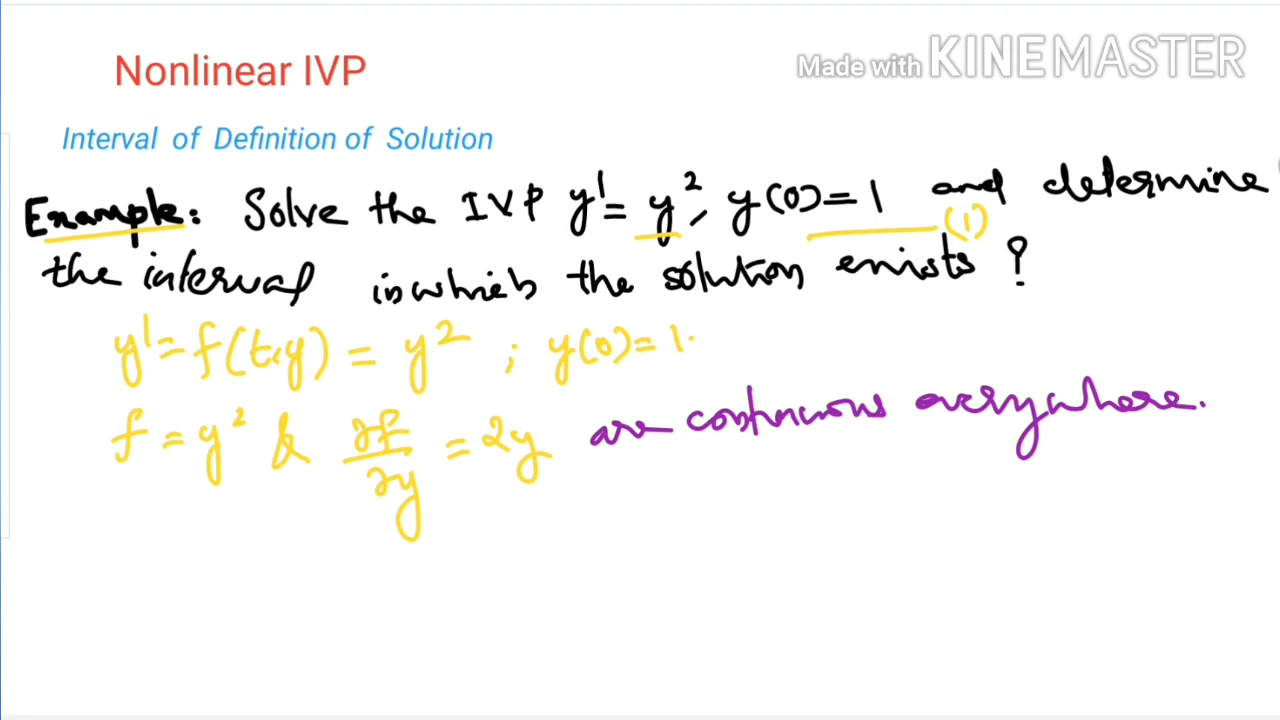 Nonlinear IVP
Made with KINEMASTER
Interval of Definition of Solution
Example: Solve the IVP y' = y², y(0) = 1 and determine
(1)
the interval in which the solution exists ?
y' = f(t,y) = y² ; y(0) = 1.
f = y² & ∂f/∂y = 2y are continuous everywhere.